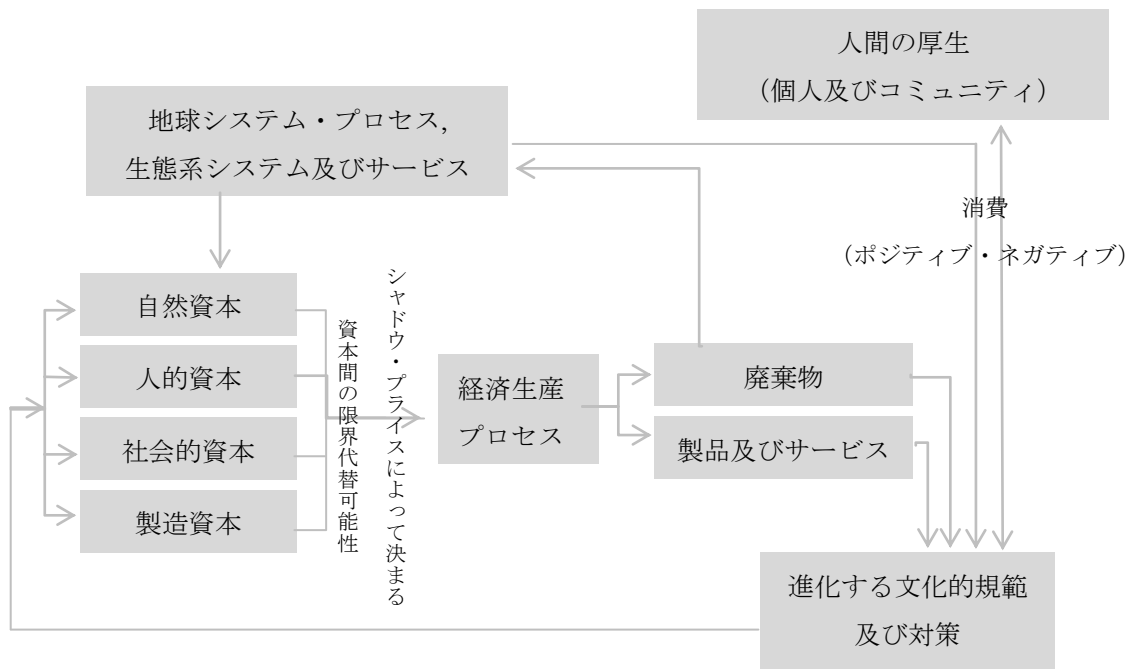 人間の厚生
(個人及びコミュニティ)
地球システム・プロセス,
生態系システム及びサービス
消費
(ポジティブ・ネガティブ)
自然資本
人的資本
社会的資本
製造資本
資本間の限界代替可能性
シャドウ・プライスによって決まる
経済生産
プロセス
廃棄物
製品及びサービス
進化する文化的規範
及び対策